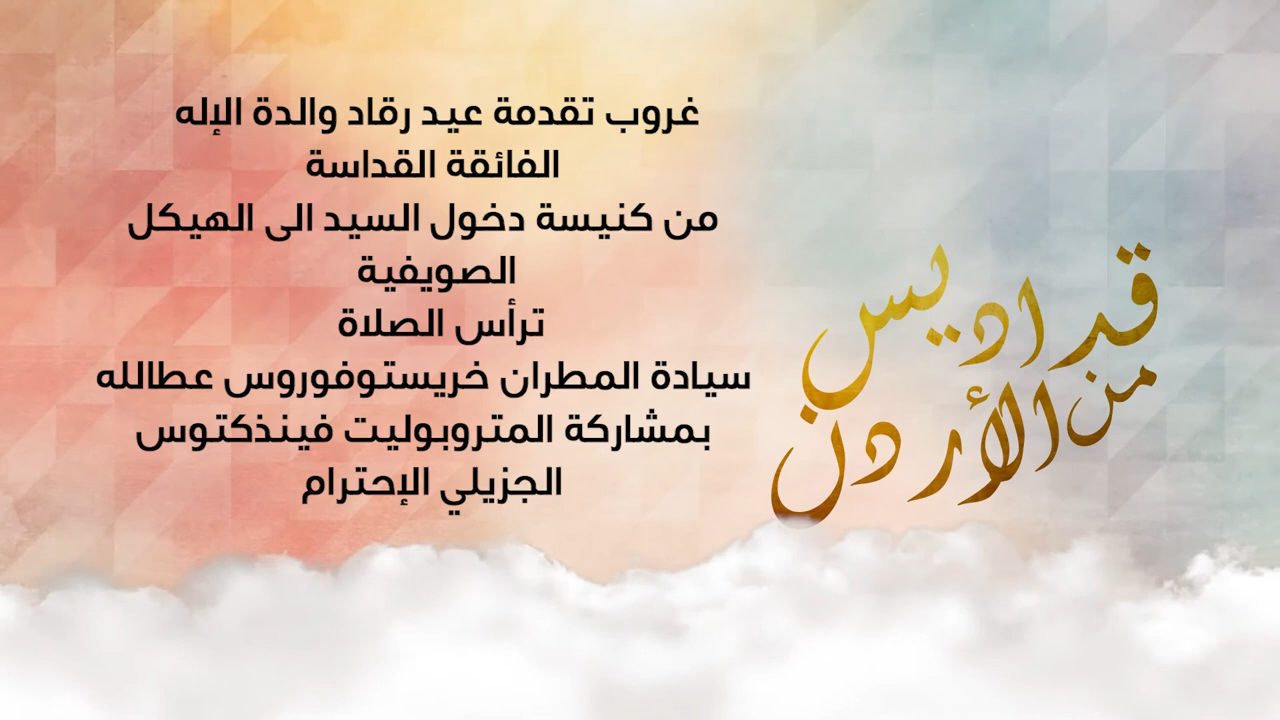 غروب تقدمة عيد رقاد والدة الإله
الفائقة القداسة
من كنيسة دخول السيد الى الهيكل
الصويفية
ترأس الصلاة
سيادة المطران خريستوفوروس عطالله
بمشاركة المتروبوليت فينذكتوس
الجزيلي الإحترام
قداديس
من الأردن